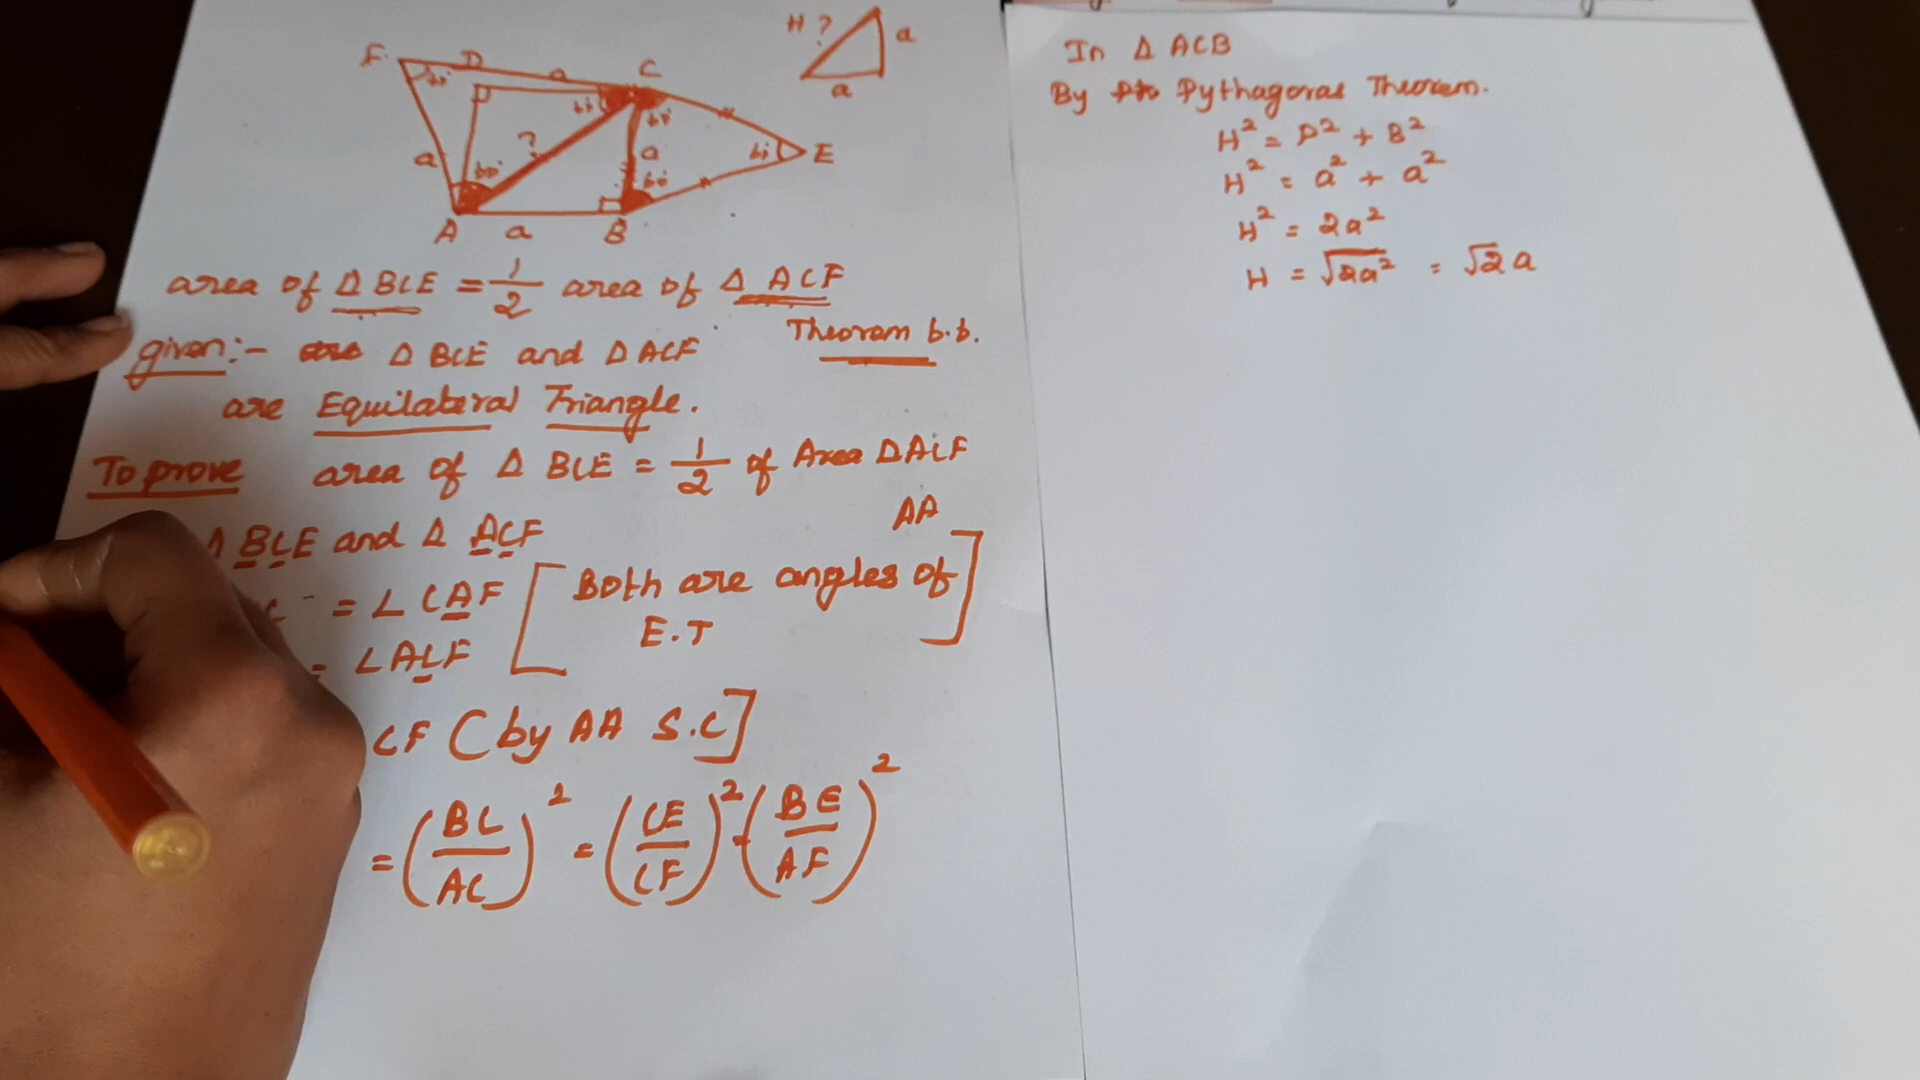 F D a C
H ? a
a
a ? a
60° 60° 60° E
A a B
area of Δ BCE = 1/2 area of Δ ACF
Theorem 6.6.
given:- Δ BCE and Δ ACF
are Equilateral Triangle.
To prove area of Δ BCE = 1/2 of Area Δ ACF
AA
Δ BCE and Δ ACF
= ∠ CAF [Both are angles of
E.T]
= ∠ACF
CF (by AA S.C]
= (BC/AC)² = (CE/CF)² = (BE/AF)²
In Δ ACB
By Pythagoras Theorem.
H² = P² + B²
H² = a² + a²
H² = 2a²
H = √2a² = √2 a